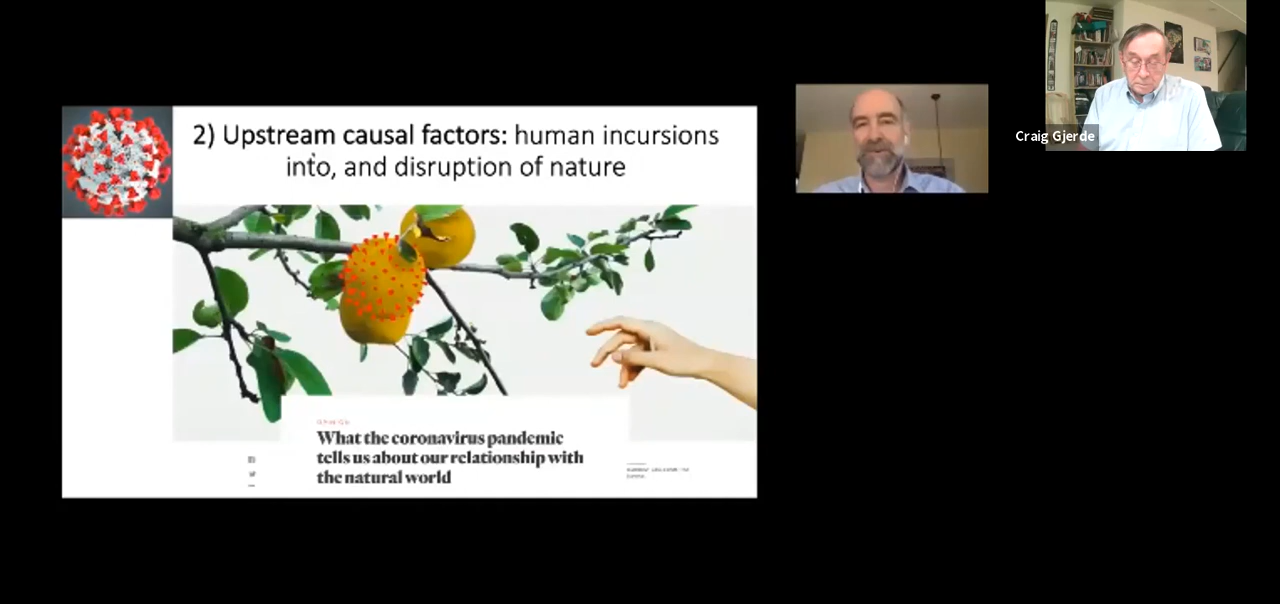 2) Upstream causal factors: human incursions
into, and disruption of nature
What the coronavirus pandemic
tells us about our relationship with
the natural world
Craig Gjerde